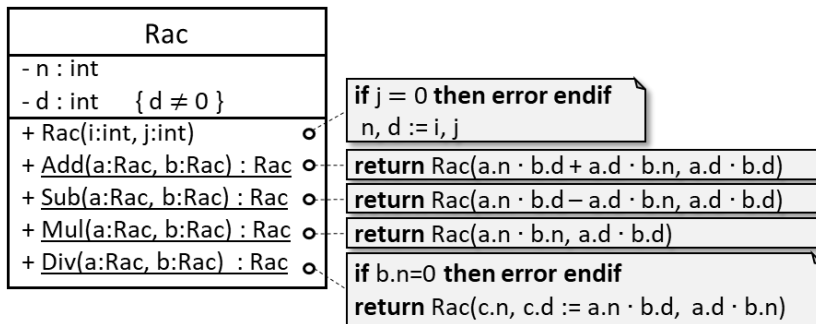 Rac
- n : int
- d : int { d ≠ 0 }
+ Rac(i:int, j:int)
+ Add(a:Rac, b:Rac) : Rac
+ Sub(a:Rac, b:Rac) : Rac
+ Mul(a:Rac, b:Rac) : Rac
+ Div(a:Rac, b:Rac) : Rac
if j = 0 then error endif
n, d := i, j
return Rac(a.n · b.d + a.d · b.n, a.d · b.d)
return Rac(a.n · b.d – a.d · b.n, a.d · b.d)
return Rac(a.n · b.n, a.d · b.d)
if b.n=0 then error endif
return Rac(c.n, c.d := a.n · b.d, a.d · b.n)